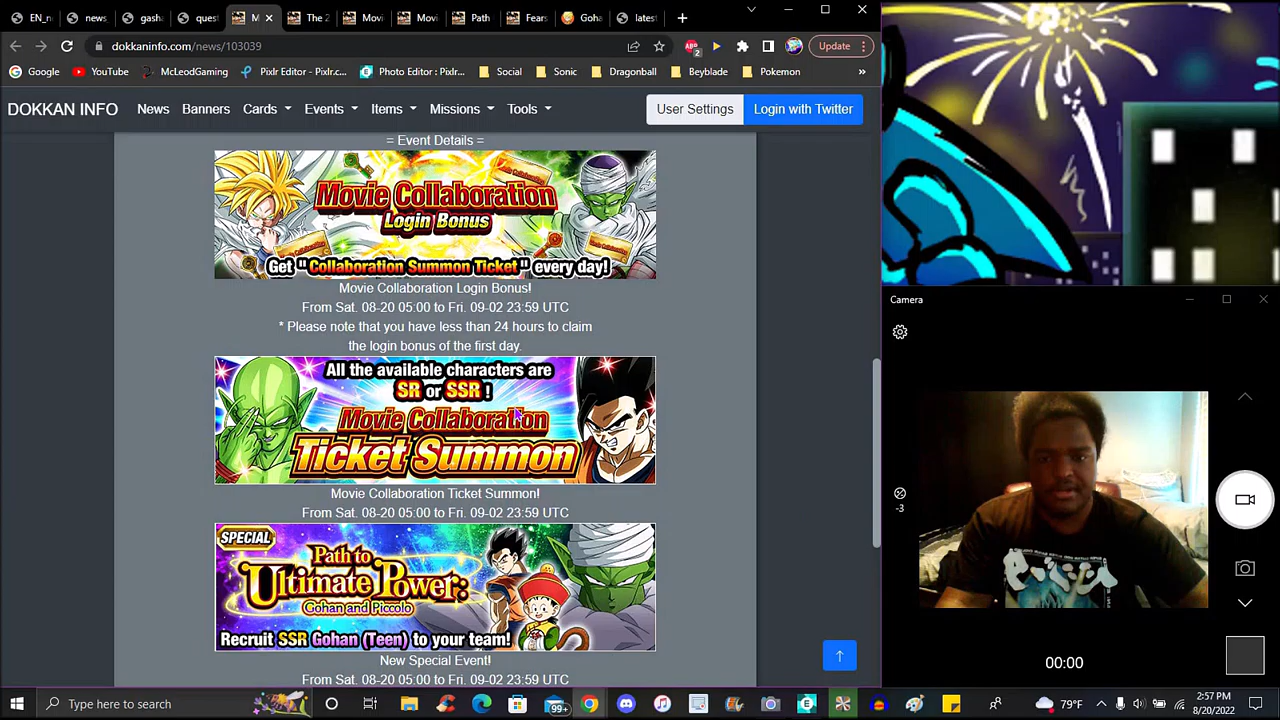 EN_n
news
gasha
quest
M
The 2
Movi
Movi
Path
Fears
Goha
latest
dokkaninfo.com/news/103039
ABP
2
Update
Google
YouTube
McLeodGaming
Pixlr Editor - Pixlr.c...
Photo Editor : Pixlr...
Social
Sonic
Dragonball
Beyblade
Pokemon
»
DOKKAN INFO
News
Banners
Cards
Events
Items
Missions
Tools
User Settings
Login with Twitter
= Event Details =
Movie Collaboration
Login Bonus
Get "Collaboration Summon Ticket" every day!
Movie Collaboration Login Bonus!
From Sat. 08-20 05:00 to Fri. 09-02 23:59 UTC
* Please note that you have less than 24 hours to claim
the login bonus of the first day.
All the available characters are
SR or SSR !
Movie Collaboration
Ticket Summon
Movie Collaboration Ticket Summon!
From Sat. 08-20 05:00 to Fri. 09-02 23:59 UTC
SPECIAL
Path to
Ultimate Power:
Gohan and Piccolo
Recruit SSR Gohan (Teen) to your team!
New Special Event!
From Sat. 08-20 05:00 to Fri. 09-02 23:59 UTC
Camera
-3
00:00
Type here to search
99+
79°F
2:57 PM
8/20/2022